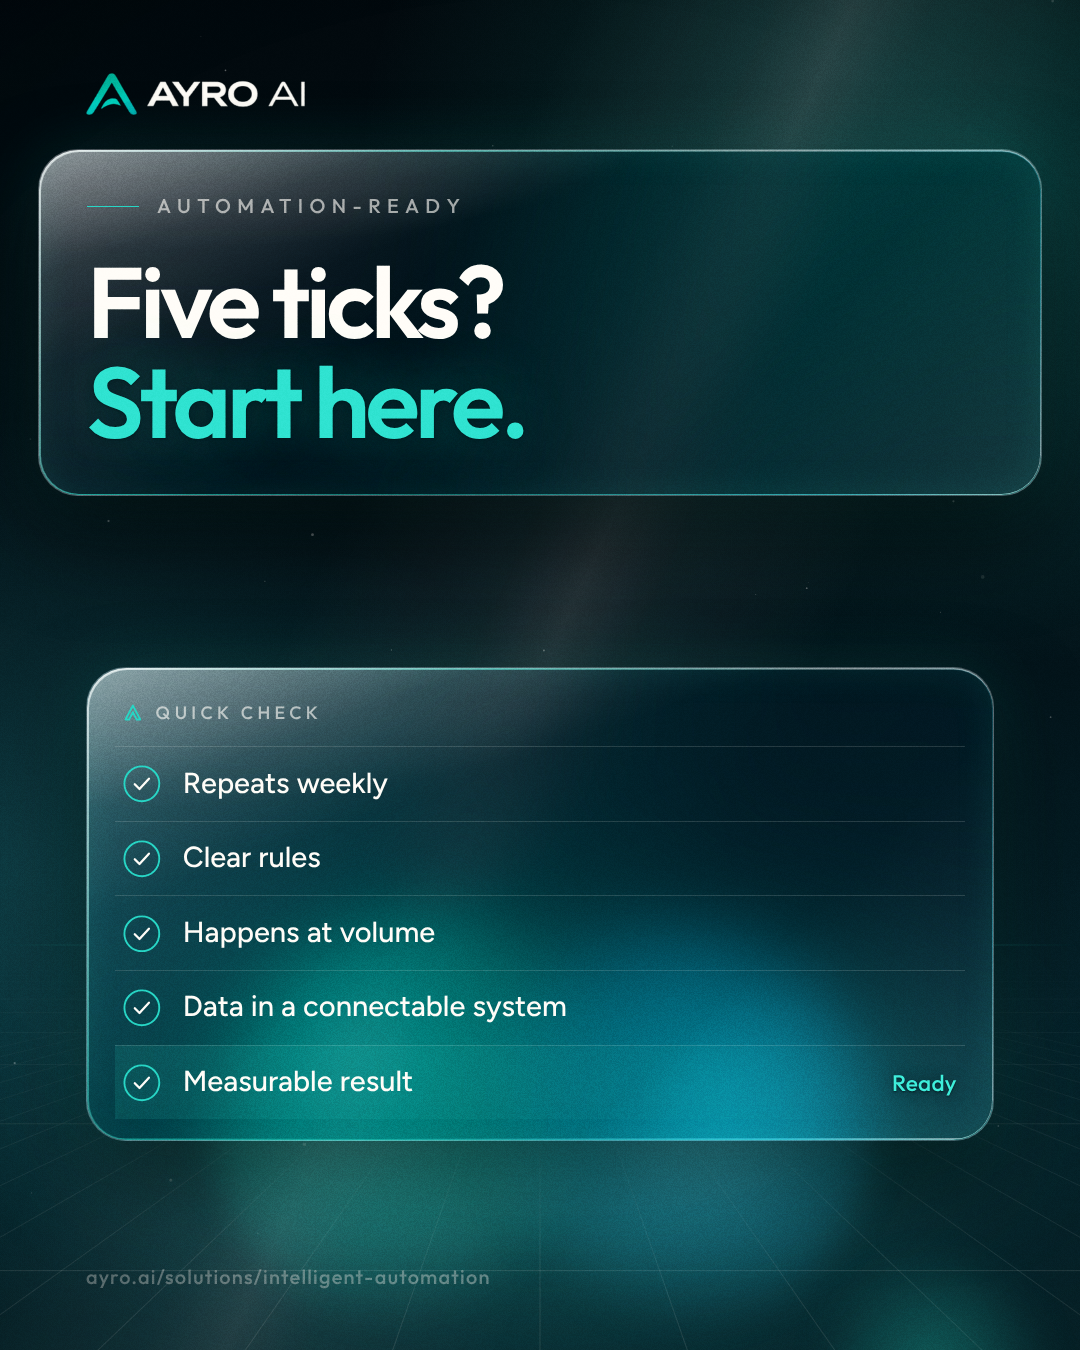 AYRO AI
AUTOMATION-READY
Five ticks?
Start here.
QUICK CHECK
Repeats weekly
Clear rules
Happens at volume
Data in a connectable system
Measurable result
Ready
ayro.ai/solutions/intelligent-automation